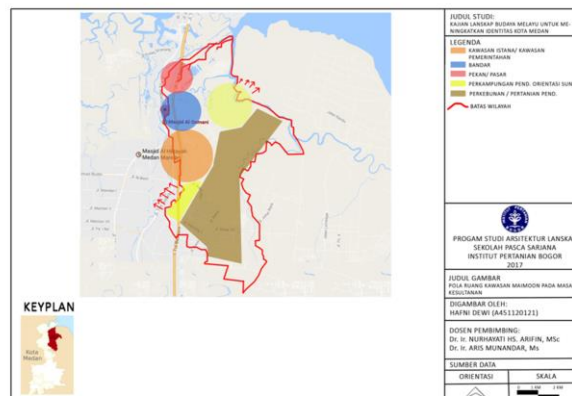 JUDUL STUDI:
KAJIAN LANSKAP BUDAYA MELAYU UNTUK ME-
NINGKATKAN IDENTITAS KOTA MEDAN
LEGENDA
KAWASAN ISTANA/ KAWASAN
PEMERINTAHAN
BANDAR
PEKAN/ PASAR
PERKAMPUNGAN PEND. ORIENTASI SUN
PERKEBUNAN / PERTANIAN PEND.
BATAS WILAYAH
Masjid Al Osmani
Masjid Al
Medan
PROGAM STUDI ARSITEKTUR LANSKA
SEKOLAH PASCA SARJANA
INSTITUT PERTANIAN BOGOR
2017
JUDUL GAMBAR
POLA RUANG KAWASAN MAIMOON PADA MASA
KESULTANAN
DIGAMBAR OLEH:
HAFNI DEWI (A451120121)
DOSEN PEMBIMBING:
Dr. Ir. NURHAYATI HS. ARIFIN, MSc
Dr. Ir. ARIS MUNANDAR, Ms
SUMBER DATA
ORIENTASI
SKALA
KEYPLAN
Kota
Medan